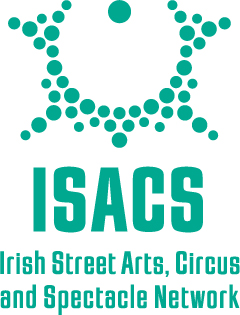 ISACS
Irish Street Arts, Circus
and Spectacle Network